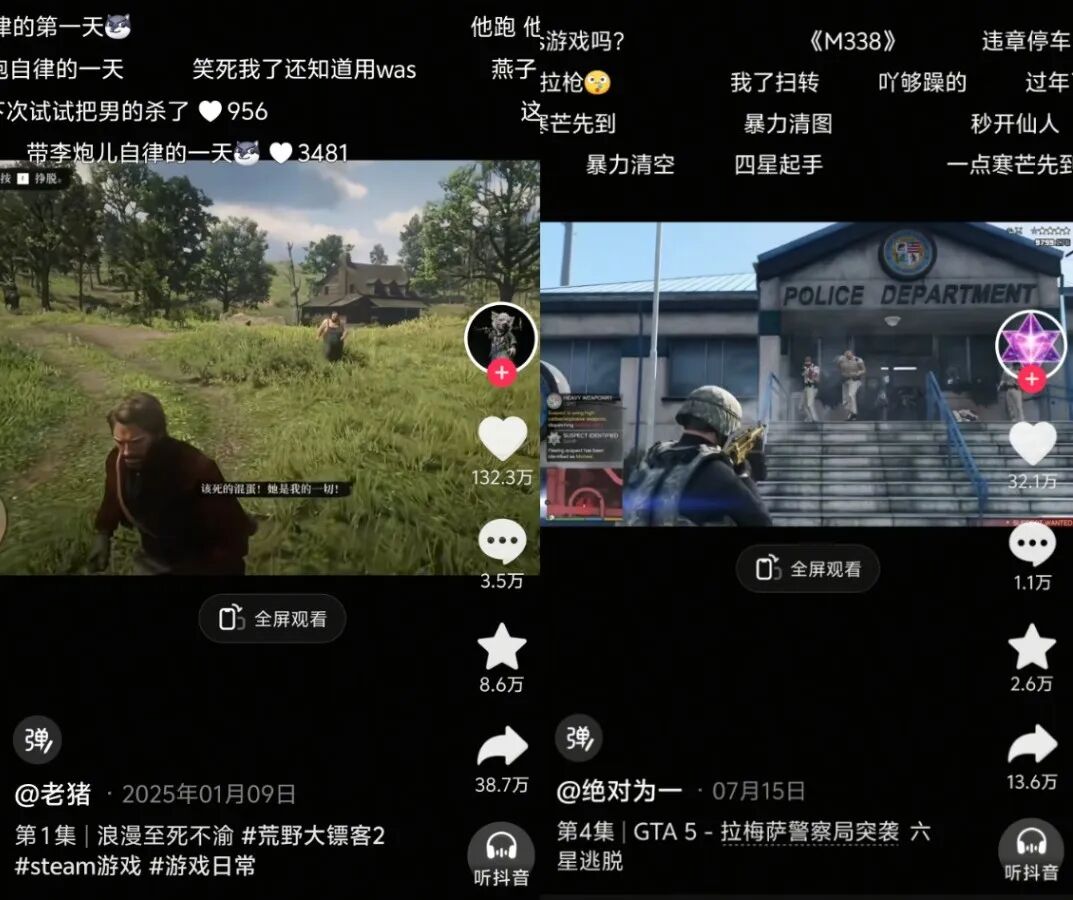 律的第一天
他跑 他
炮自律的一天
笑死我了还知道用was
燕子
下次试试把男的杀了 956
这
带李炮儿自律的一天 3481
按 挣脱。
该死的混蛋！她是我的一切！
132.3万
3.5万
全屏观看
8.6万
弹
38.7万
@老猪 · 2025年01月09日
第1集 | 浪漫至死不渝 #荒野大镖客2
#steam游戏 #游戏日常
听抖音
游戏吗？
《M338》
违章停车
拉枪
我了扫转
吖够躁的
过年
寒芒先到
暴力清图
秒开仙人
暴力清空
四星起手
一点寒芒先到
POLICE DEPARTMENT
HEAVY WEAPONRY
SUSPECT IDENTIFIED
32.1万
全屏观看
1.1万
2.6万
弹
13.6万
@绝对为一 · 07月15日
第4集 | GTA 5 - 拉梅萨警察局突袭 六
星逃脱
听抖音